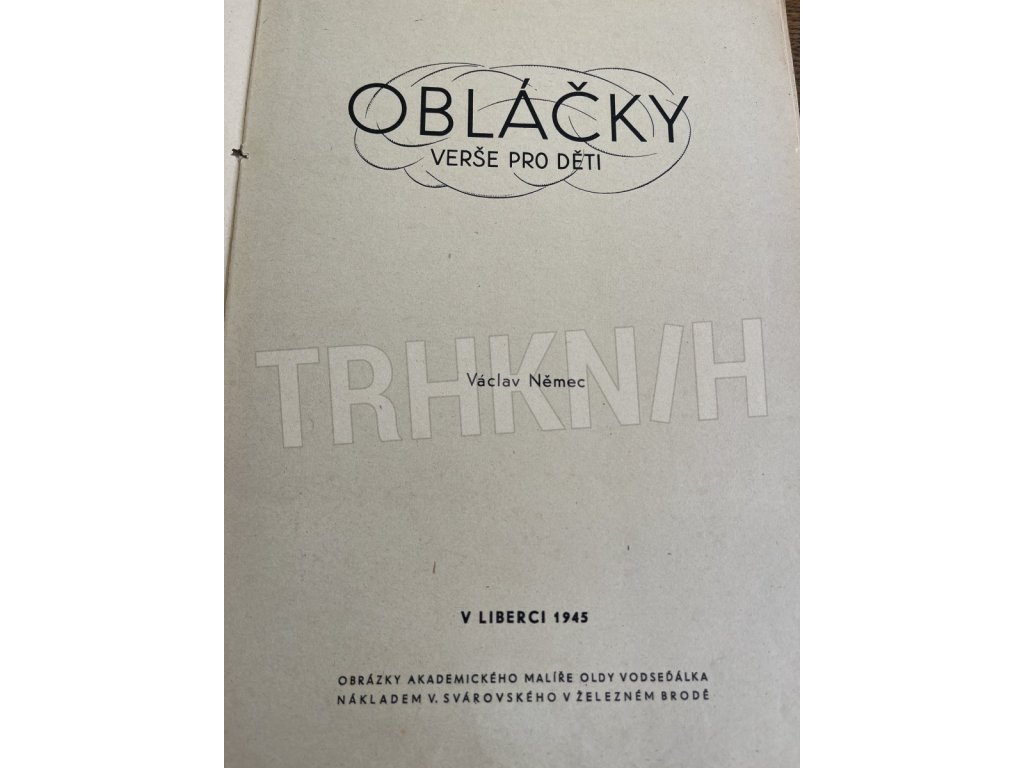 OBLÁČKY
VERŠE PRO DĚTI
TRHKNIH
Václav Němec
V LIBERCI 1945
OBRÁZKY AKADEMICKÉHO MALÍŘE OLDY VODSEĎÁLKA
NÁKLADEM V. SVÁROVSKÉHO V ŽELEZNÉM BRODĚ